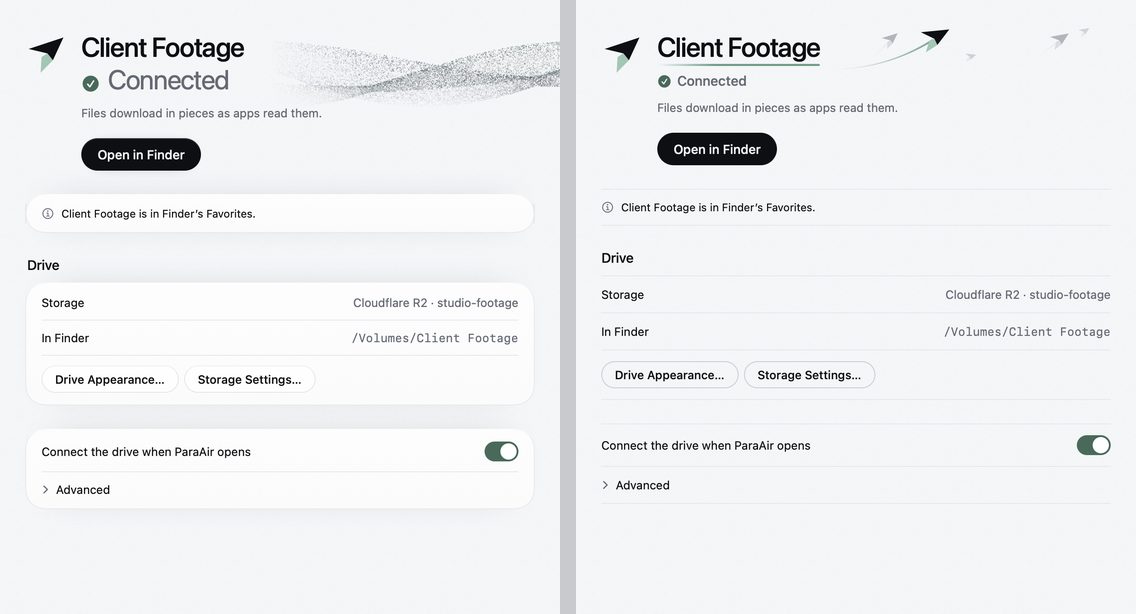 Client Footage
Connected
Files download in pieces as apps read them.
Open in Finder
Client Footage is in Finder’s Favorites.
Drive
Storage Cloudflare R2 · studio-footage
In Finder /Volumes/Client Footage
Drive Appearance... Storage Settings...
Connect the drive when ParaAir opens
Advanced
Client Footage
Connected
Files download in pieces as apps read them.
Open in Finder
Client Footage is in Finder’s Favorites.
Drive
Storage Cloudflare R2 · studio-footage
In Finder /Volumes/Client Footage
Drive Appearance... Storage Settings...
Connect the drive when ParaAir opens
Advanced